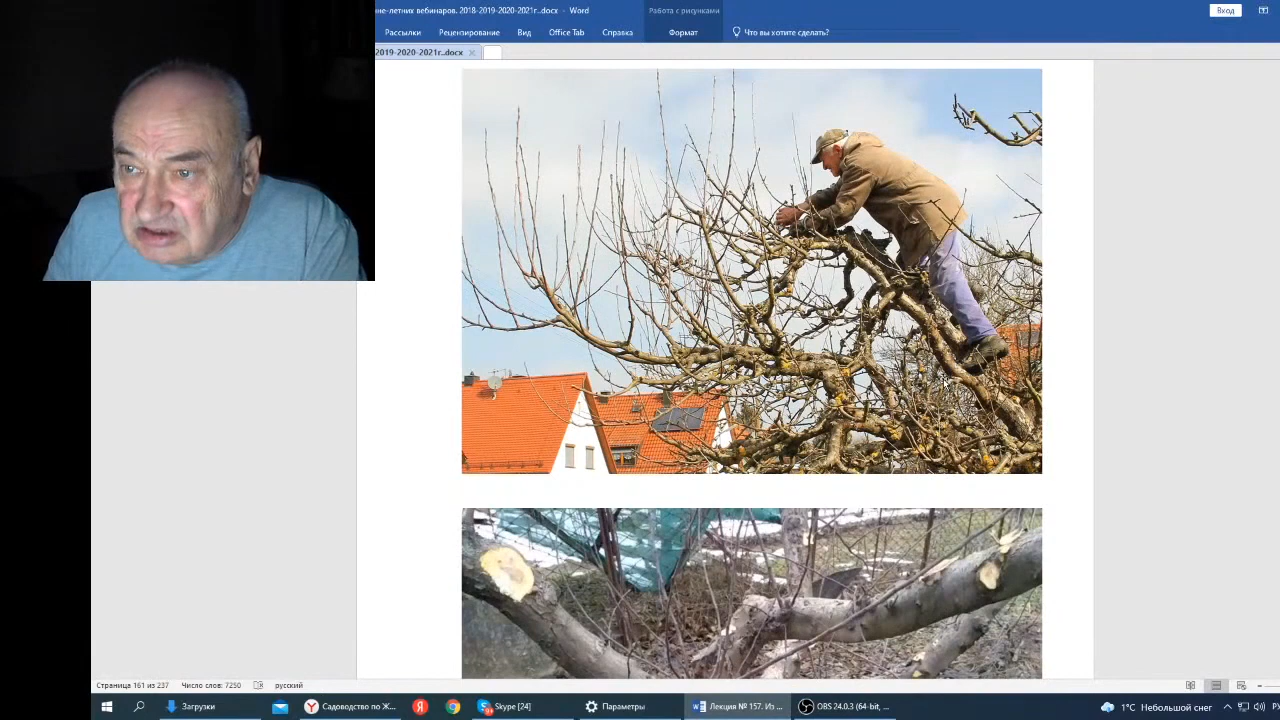 не-летних вебинаров. 2018-2019-2020-2021г..docx - Word
Работа с рисунками
Вход
Рассылки Рецензирование Вид Office Tab Справка Формат Что вы хотите сделать?
2019-2020-2021г..docx
Страница 161 из 237 Число слов: 7250 русский
Загрузки
Садоводство по Ж...
Skype [24]
Параметры
Лекция № 157. Из ...
OBS 24.0.3 (64-bit, ...
1°C Небольшой снег